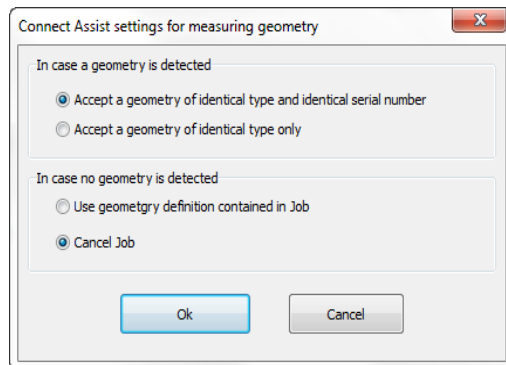 Connect Assist settings for measuring geometry
In case a geometry is detected
Accept a geometry of identical type and identical serial number
Accept a geometry of identical type only
In case no geometry is detected
Use geometgry definition contained in Job
Cancel Job
Ok
Cancel